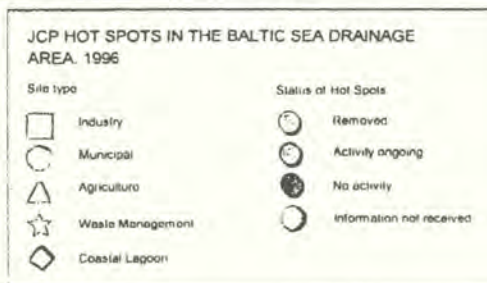 JCP HOT SPOTS IN THE BALTIC SEA DRAINAGE
AREA. 1996
Site type
Status of Hot Spots
Industry
Removed
Municipal
Activity ongoing
Agriculture
No activity
Waste Management
Information not received
Coastal Lagoon